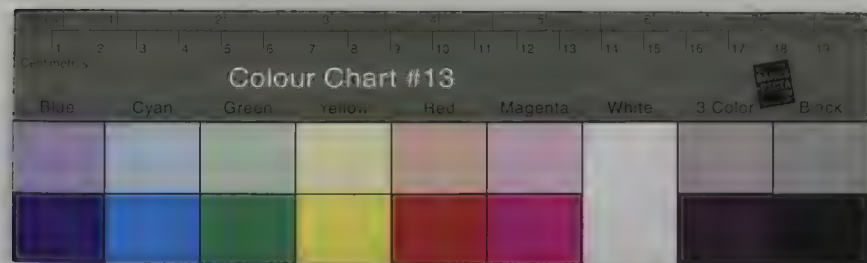 1 2 3 4 5 6
1 2 3 4 5 6 7 8 9 10 11 12 13 14 15 16 17 18 19
Centimetres
Colour Chart #13
Blue Cyan Green Yellow Red Magenta White 3 Color Black